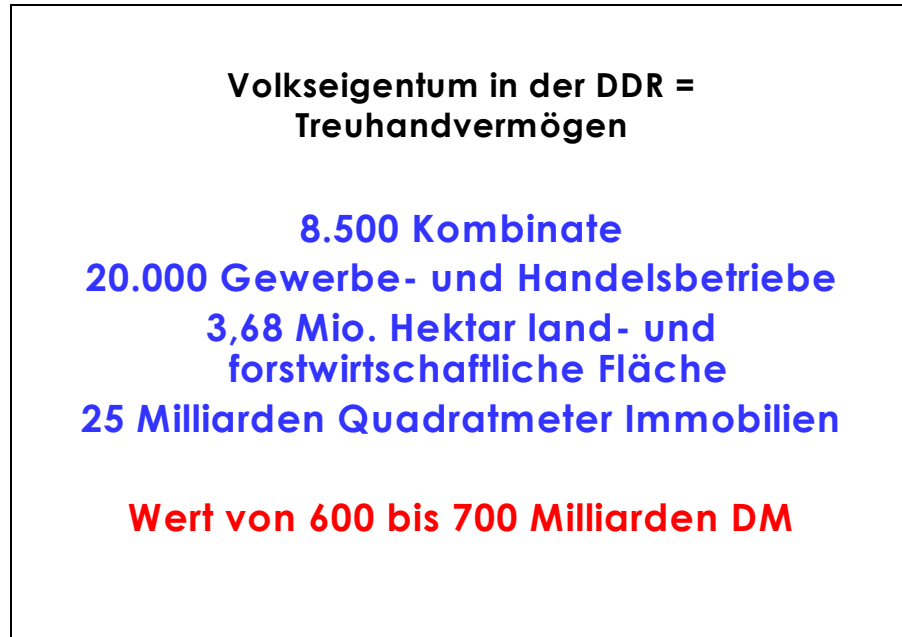 Volkseigentum in der DDR =
Treuhandvermögen
8.500 Kombinate
20.000 Gewerbe- und Handelsbetriebe
3,68 Mio. Hektar land- und
forstwirtschaftliche Fläche
25 Milliarden Quadratmeter Immobilien
Wert von 600 bis 700 Milliarden DM